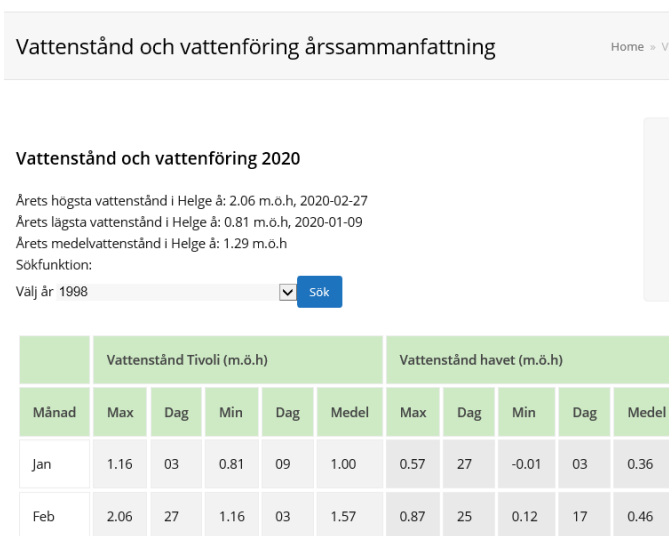 Vattenstånd och vattenföring årssammanfattning
Home » V
Vattenstånd och vattenföring 2020
Årets högsta vattenstånd i Helge å: 2.06 m.ö.h, 2020-02-27
Årets lägsta vattenstånd i Helge å: 0.81 m.ö.h, 2020-01-09
Årets medelvattenstånd i Helge å: 1.29 m.ö.h
Sökfunktion:
Välj år 1998 Sök
Vattenstånd Tivoli (m.ö.h) Vattenstånd havet (m.ö.h)
Månad Max Dag Min Dag Medel Max Dag Min Dag Medel
Jan 1.16 03 0.81 09 1.00 0.57 27 -0.01 03 0.36
Feb 2.06 27 1.16 03 1.57 0.87 25 0.12 17 0.46